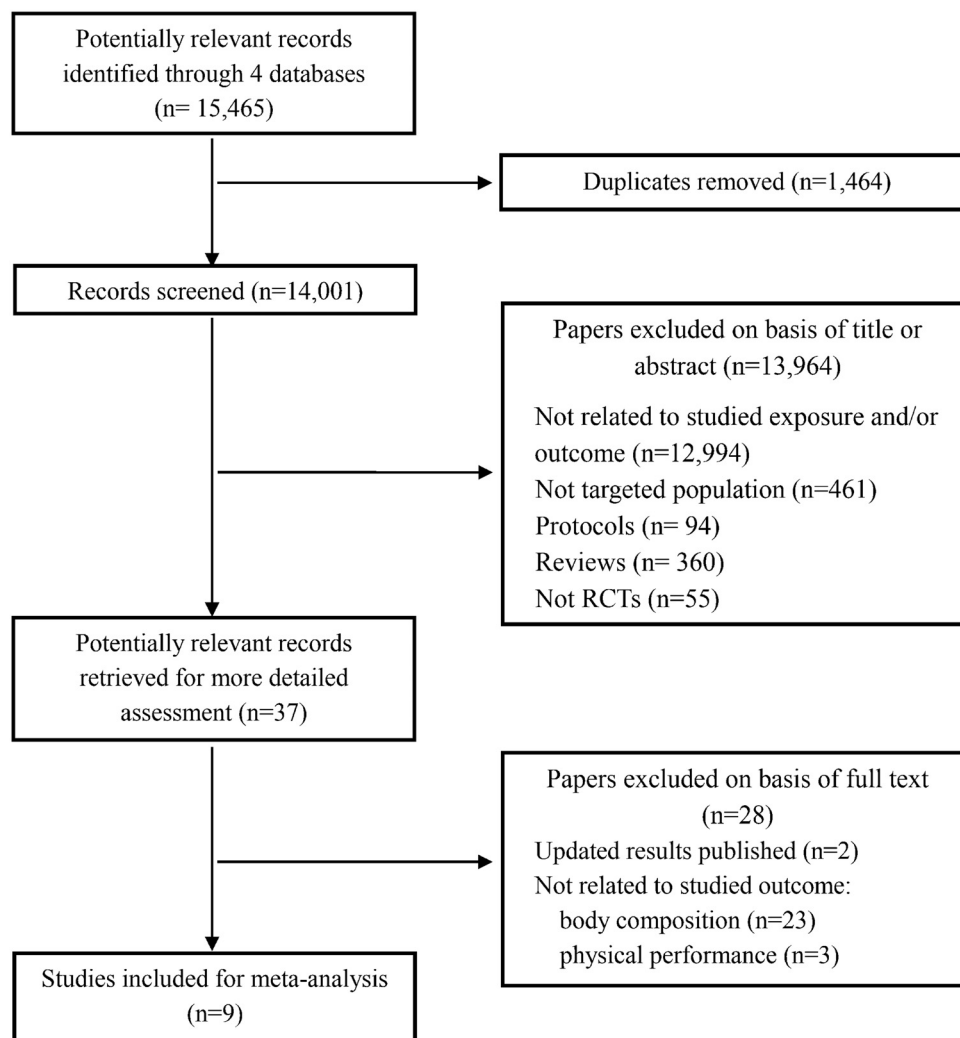 Potentially relevant records
identified through 4 databases
(n= 15,465)
Duplicates removed (n=1,464)
Records screened (n=14,001)
Papers excluded on basis of title or
abstract (n=13,964)
Not related to studied exposure and/or
outcome (n=12,994)
Not targeted population (n=461)
Protocols (n= 94)
Reviews (n= 360)
Not RCTs (n=55)
Potentially relevant records
retrieved for more detailed
assessment (n=37)
Papers excluded on basis of full text
(n=28)
Updated results published (n=2)
Not related to studied outcome:
body composition (n=23)
physical performance (n=3)
Studies included for meta-analysis
(n=9)